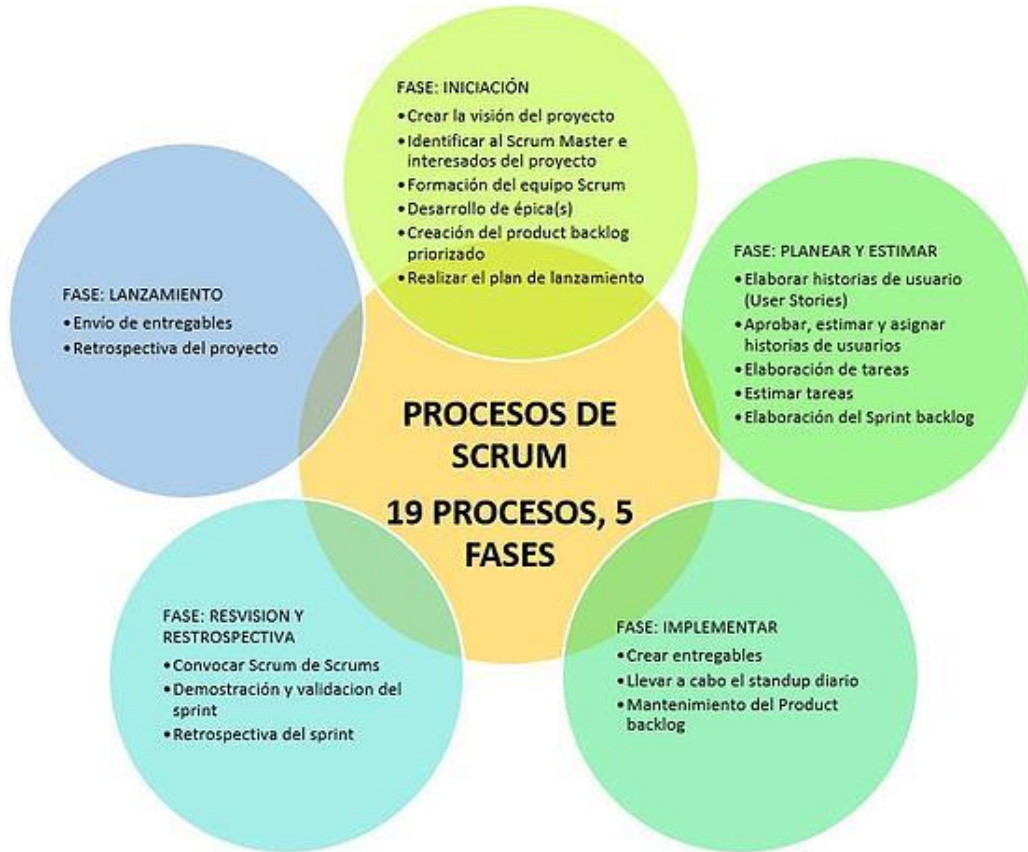 FASE: INICIACIÓN
•Crear la visión del proyecto
•Identificar al Scrum Master e
interesados del proyecto
•Formación del equipo Scrum
•Desarrollo de épica(s)
•Creación del product backlog
priorizado
•Realizar el plan de lanzamiento
FASE: PLANEAR Y ESTIMAR
•Elaborar historias de usuario
(User Stories)
•Aprobar, estimar y asignar
historias de usuarios
•Elaboración de tareas
•Estimar tareas
•Elaboración del Sprint backlog
FASE: LANZAMIENTO
•Envío de entregables
•Retrospectiva del proyecto
PROCESOS DE
SCRUM
19 PROCESOS, 5
FASES
FASE: RESVISION Y
RESTROSPECTIVA
•Convocar Scrum de Scrums
•Demostración y validacion del
sprint
•Retrospectiva del sprint
FASE: IMPLEMENTAR
•Crear entregables
•Llevar a cabo el standup diario
•Mantenimiento del Product
backlog